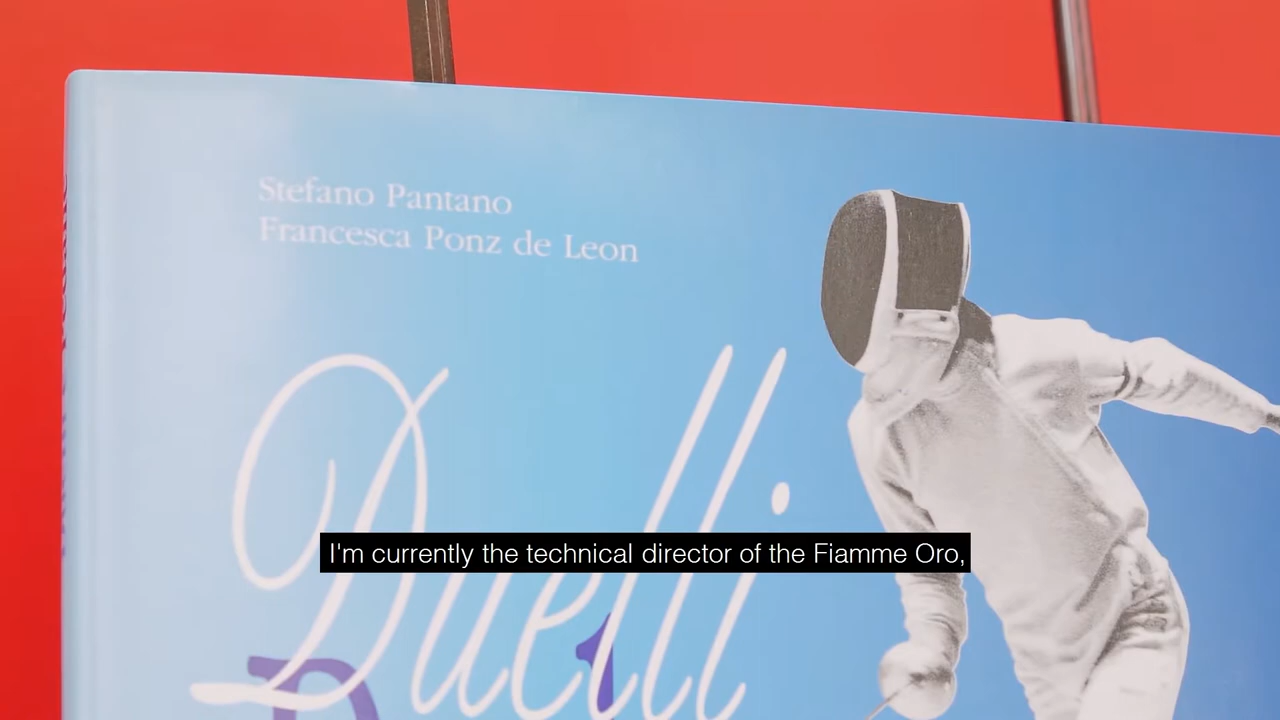 Stefano Pantano
Francesca Ponz de Leon
Duelli
I'm currently the technical director of the Fiamme Oro,